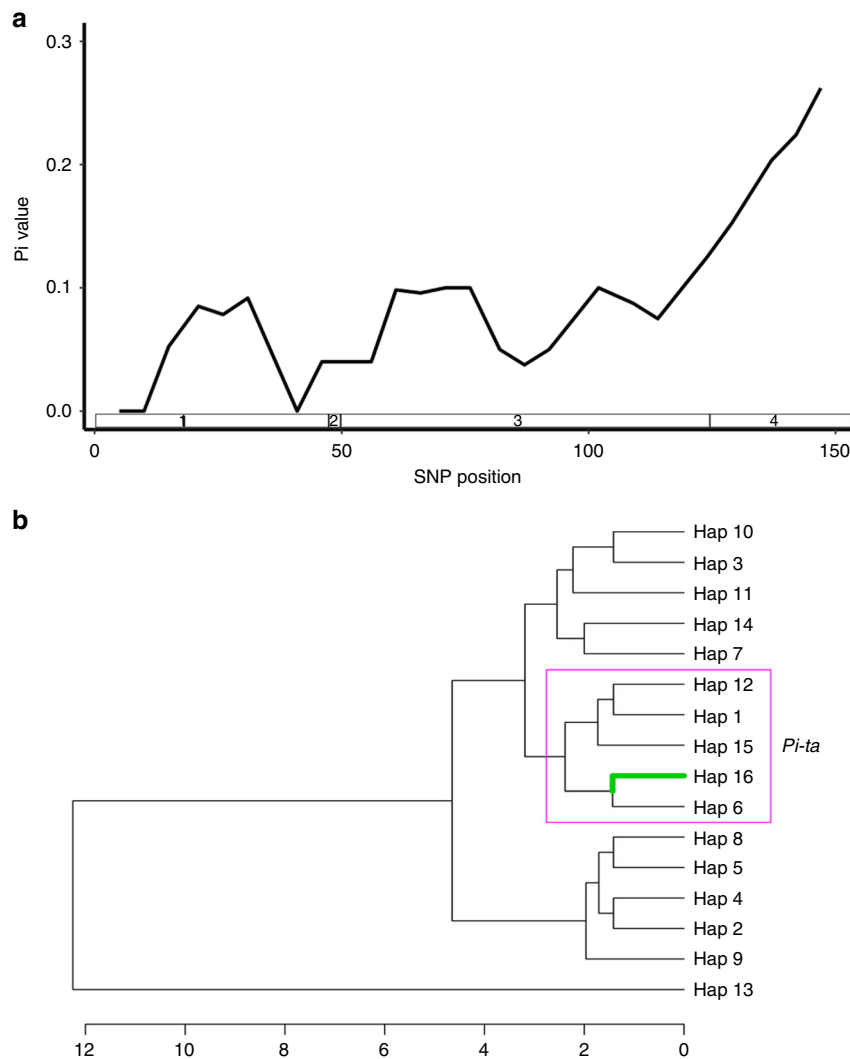 a
0.3
0.2
0.1
0.0
Pi value
1 2 3 4
0 50 100 150
SNP position
b
Hap 10
Hap 3
Hap 11
Hap 14
Hap 7
Hap 12
Hap 1
Hap 15
Pi-ta
Hap 16
Hap 6
Hap 8
Hap 5
Hap 4
Hap 2
Hap 9
Hap 13
12 10 8 6 4 2 0